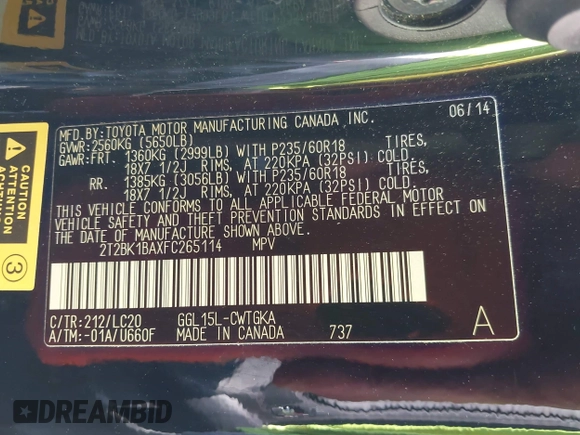 MFD.BY:TOYOTA MOTOR MANUFACTURING CANADA INC. 06/14
GVWR:2560KG (5650LB)
GAWR:FRT. 1360KG (2999LB) WITH P235/60R18 TIRES,
18X7 1/2J RIMS, AT 220KPA (32PSI) COLD.
RR. 1385KG (3056LB) WITH P235/60R18 TIRES,
18X7 1/2J RIMS, AT 220KPA (32PSI) COLD.
THIS VEHICLE CONFORMS TO ALL APPLICABLE FEDERAL MOTOR
VEHICLE SAFETY AND THEFT PREVENTION STANDARDS IN EFFECT
ON THE DATE OF MANUFACTURE SHOWN ABOVE.
2T2BK1BAXFC265114 MPV
C/TR:212/LC20 GGL15L-CWTGKA
A/TM:-01A/U660F MADE IN CANADA 737 A
CAUTION
ATTENTION
3
DREAMBID